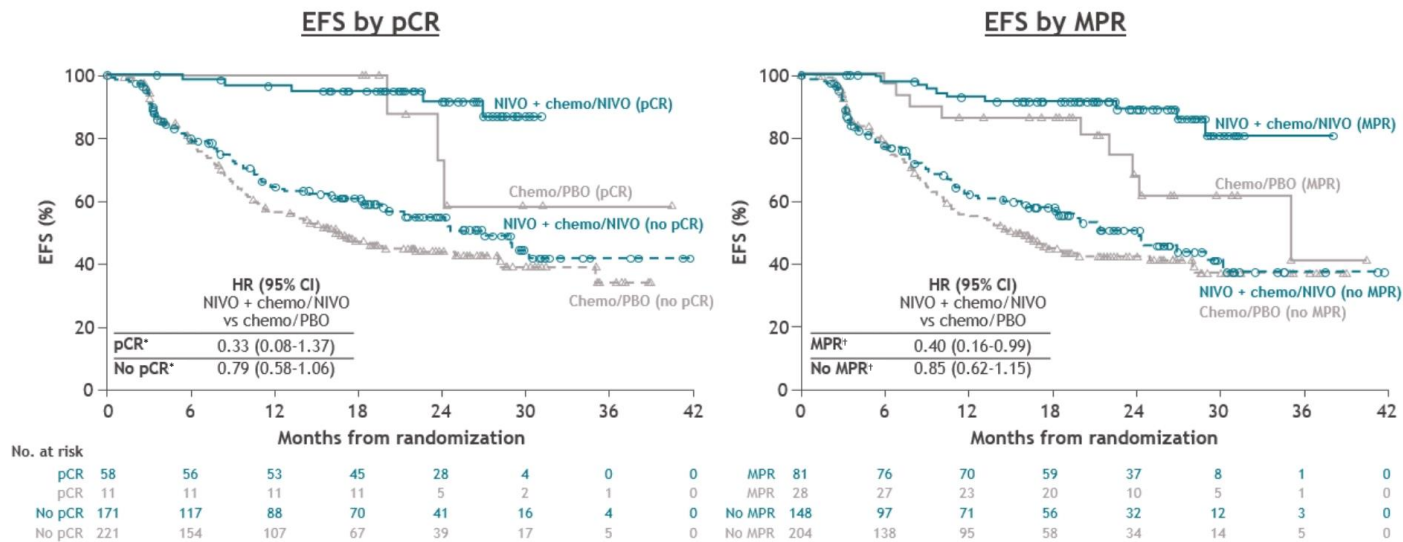 EFS by pCR
100
80
60
40
20
0
EFS (%)
NIVO + chemo/NIVO (pCR)
Chemo/PBO (pCR)
NIVO + chemo/NIVO (no pCR)
Chemo/PBO (no pCR)
HR (95% CI)
NIVO + chemo/NIVO
vs chemo/PBO
pCR* 0.33 (0.08-1.37)
No pCR* 0.79 (0.58-1.06)
0 6 12 18 24 30 36 42
Months from randomization
No. at risk
pCR 58 56 53 45 28 4 0 0
pCR 11 11 11 11 5 2 1 0
No pCR 171 117 88 70 41 16 4 0
No pCR 221 154 107 67 39 17 5 0
EFS by MPR
100
80
60
40
20
0
EFS (%)
NIVO + chemo/NIVO (MPR)
Chemo/PBO (MPR)
NIVO + chemo/NIVO (no MPR)
Chemo/PBO (no MPR)
HR (95% CI)
NIVO + chemo/NIVO
vs chemo/PBO
MPR† 0.40 (0.16-0.99)
No MPR† 0.85 (0.62-1.15)
0 6 12 18 24 30 36 42
Months from randomization
MPR 81 76 70 59 37 8 1 0
MPR 28 27 23 20 10 5 1 0
No MPR 148 97 71 56 32 12 3 0
No MPR 204 138 95 58 34 14 5 0